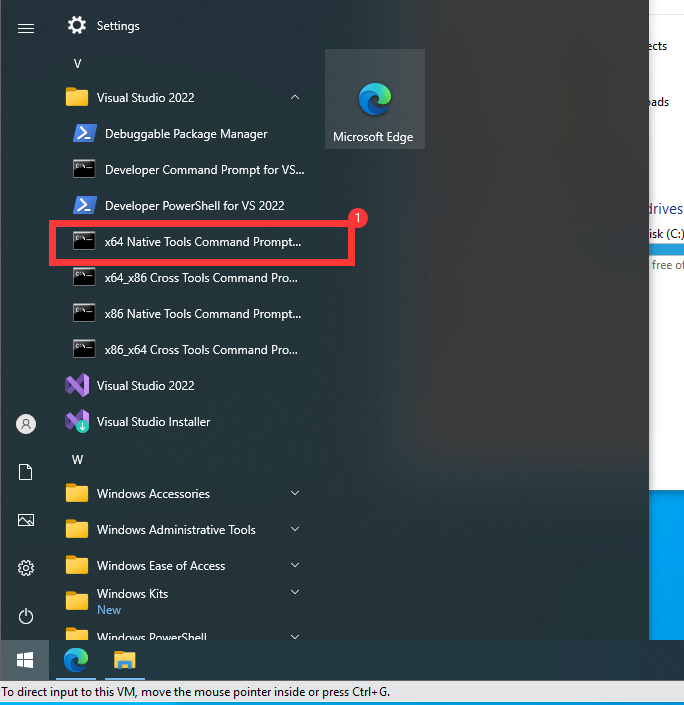 Settings
V
Visual Studio 2022
Debuggable Package Manager
Developer Command Prompt for VS...
Developer PowerShell for VS 2022
1
x64 Native Tools Command Prompt...
x64_x86 Cross Tools Command Pro...
x86 Native Tools Command Prompt...
x86_x64 Cross Tools Command Pro...
Visual Studio 2022
Visual Studio Installer
W
Windows Accessories
Windows Administrative Tools
Windows Ease of Access
Windows Kits
New
Windows PowerShell
Microsoft Edge
ects
oads
drives
isk (C:)
free of
To direct input to this VM, move the mouse pointer inside or press Ctrl+G.